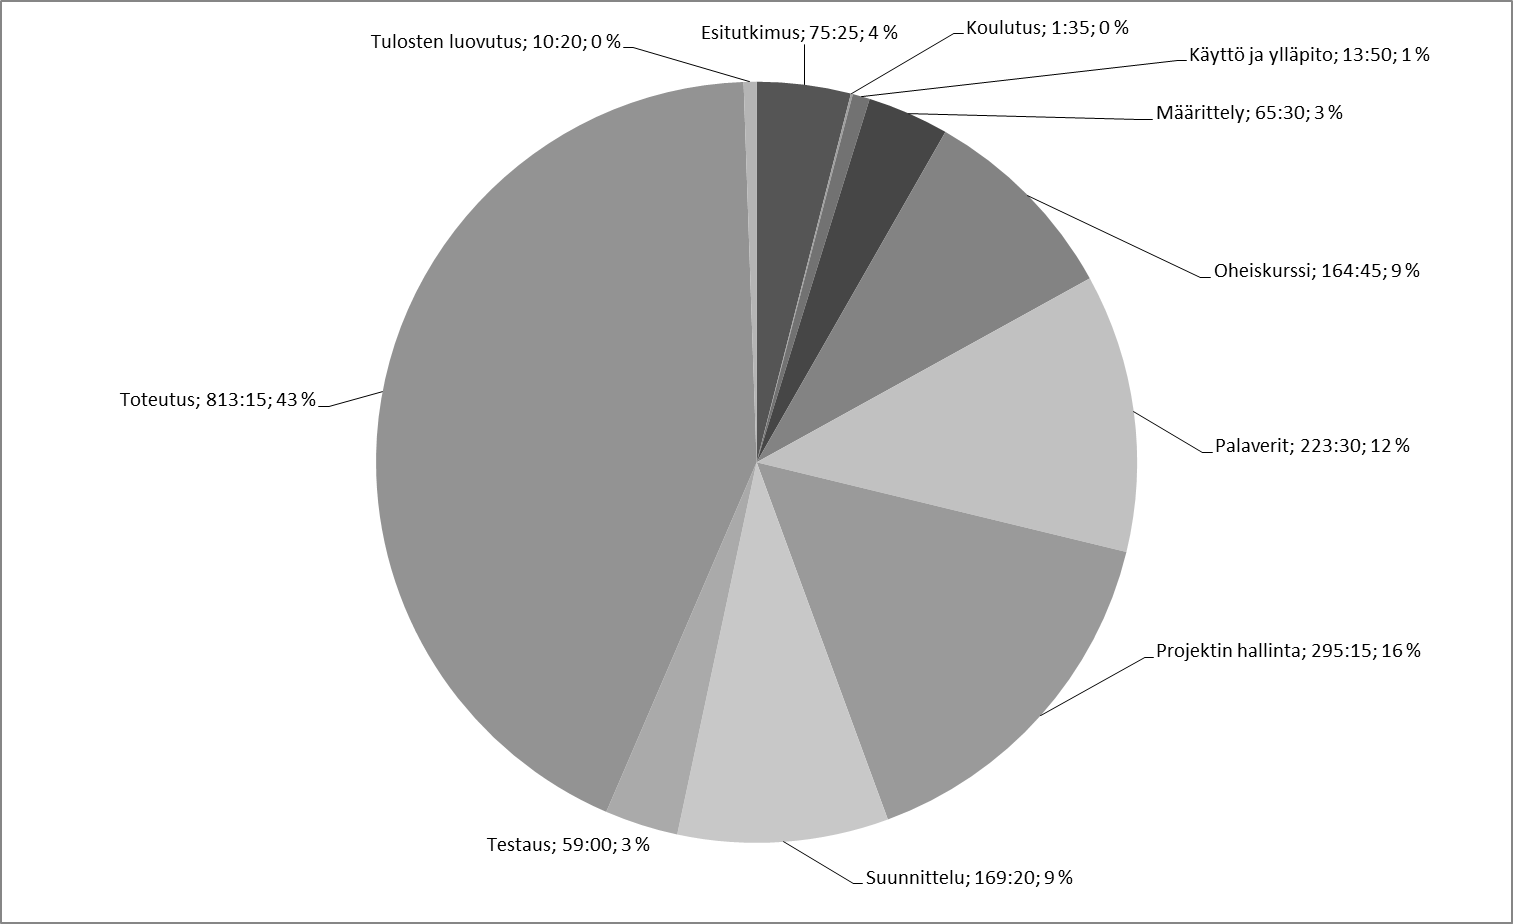 Esitutkimus; 75:25; 4 %
Koulutus; 1:35; 0 %
Käyttö ja ylläpito; 13:50; 1 %
Määrittely; 65:30; 3 %
Oheiskurssi; 164:45; 9 %
Palaverit; 223:30; 12 %
Projektin hallinta; 295:15; 16 %
Suunnittelu; 169:20; 9 %
Testaus; 59:00; 3 %
Toteutus; 813:15; 43 %
Tulosten luovutus; 10:20; 0 %